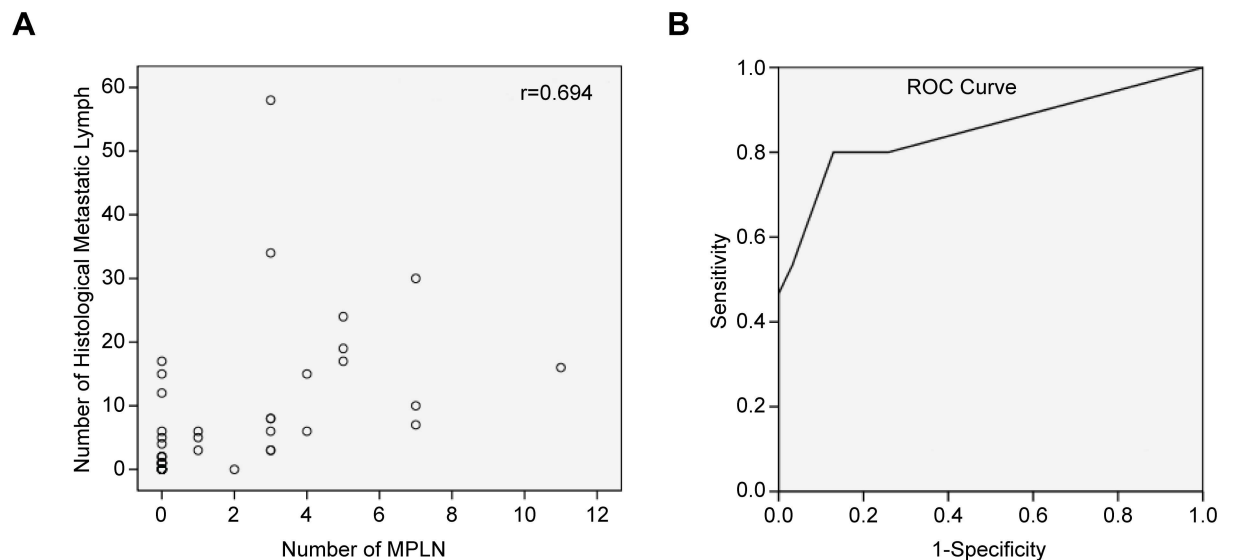 A
Number of Histological Metastatic Lymph
60
50
40
30
20
10
0
r=0.694
0 2 4 6 8 10 12
Number of MPLN
B
Sensitivity
1.0
0.8
0.6
0.4
0.2
0.0
ROC Curve
0.0 0.2 0.4 0.6 0.8 1.0
1-Specificity